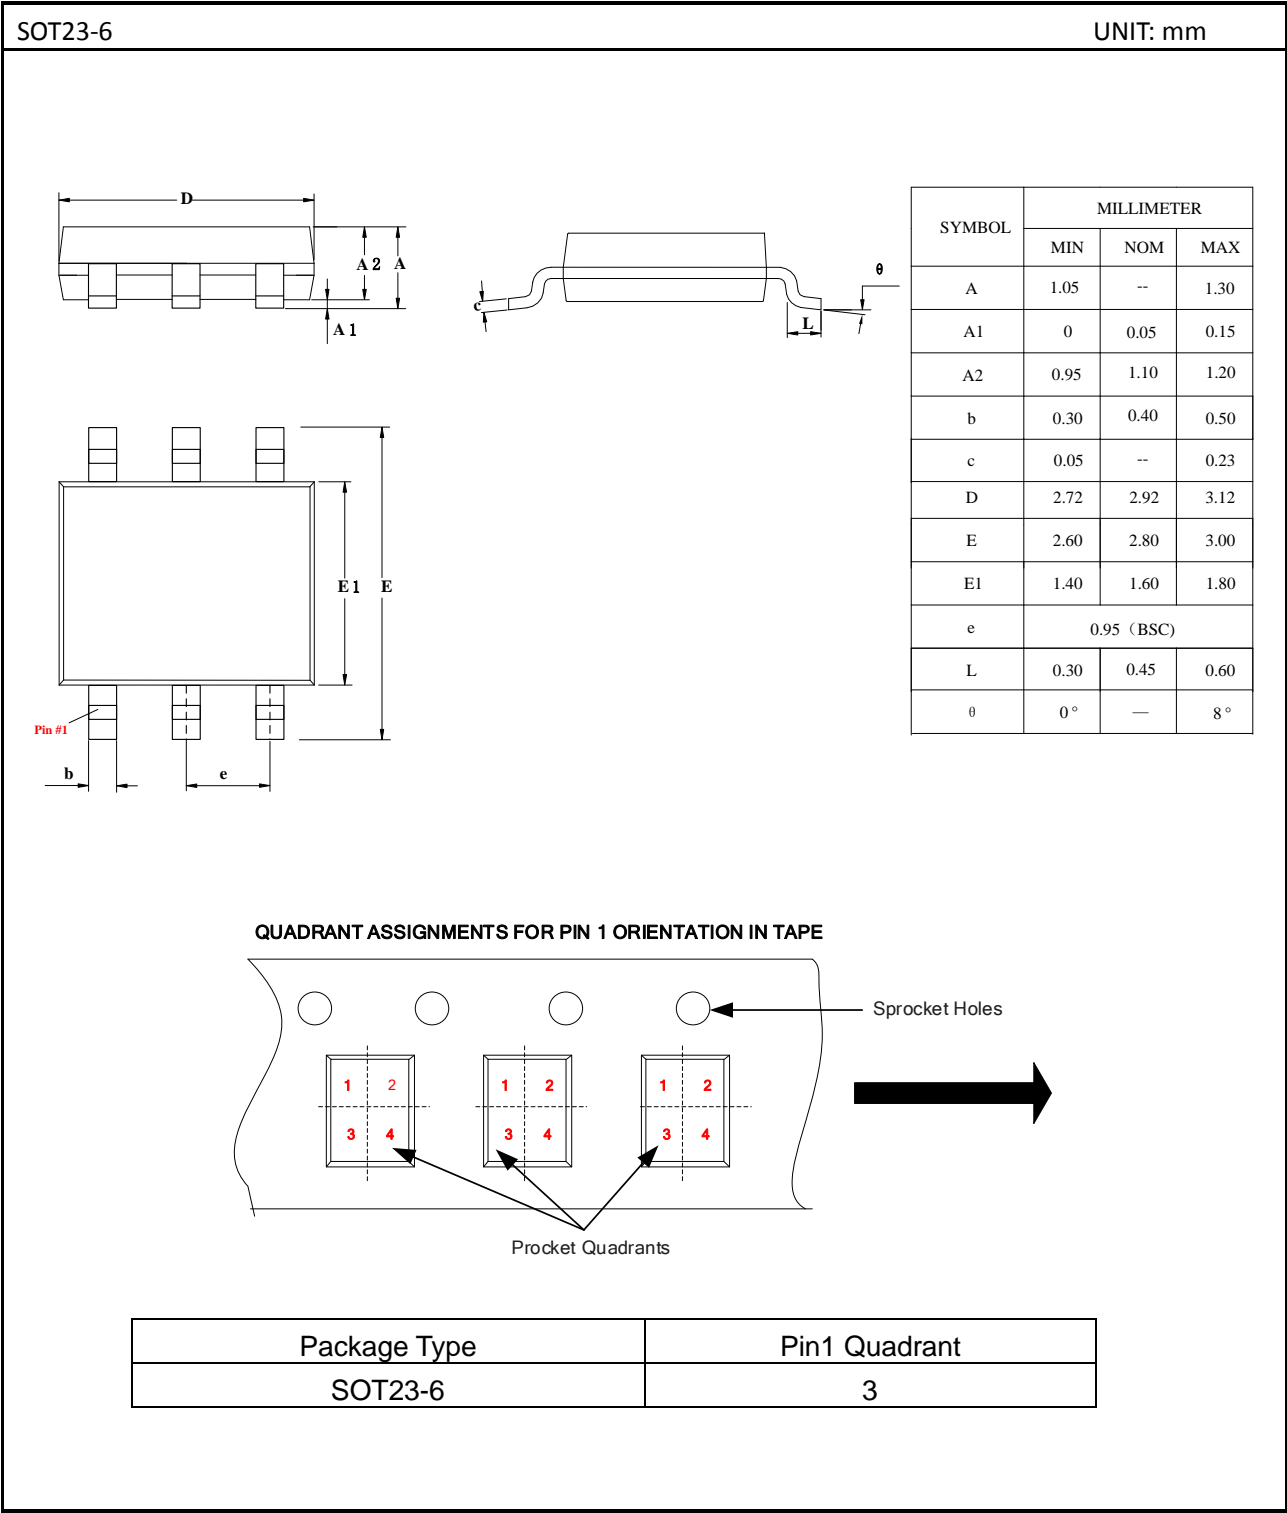 SOT23-6 UNIT: mm
D
A2 A
A1
c
L
θ
SYMBOL MILLIMETER
MIN NOM MAX
A 1.05 -- 1.30
A1 0 0.05 0.15
A2 0.95 1.10 1.20
b 0.30 0.40 0.50
c 0.05 -- 0.23
D 2.72 2.92 3.12
E 2.60 2.80 3.00
E1 1.40 1.60 1.80
e 0.95（BSC)
L 0.30 0.45 0.60
θ 0° — 8°
E1 E
Pin #1
b e
QUADRANT ASSIGNMENTS FOR PIN 1 ORIENTATION IN TAPE
Sprocket Holes
1 2 1 2 1 2
3 4 3 4 3 4
Procket Quadrants
Package Type Pin1 Quadrant
SOT23-6 3